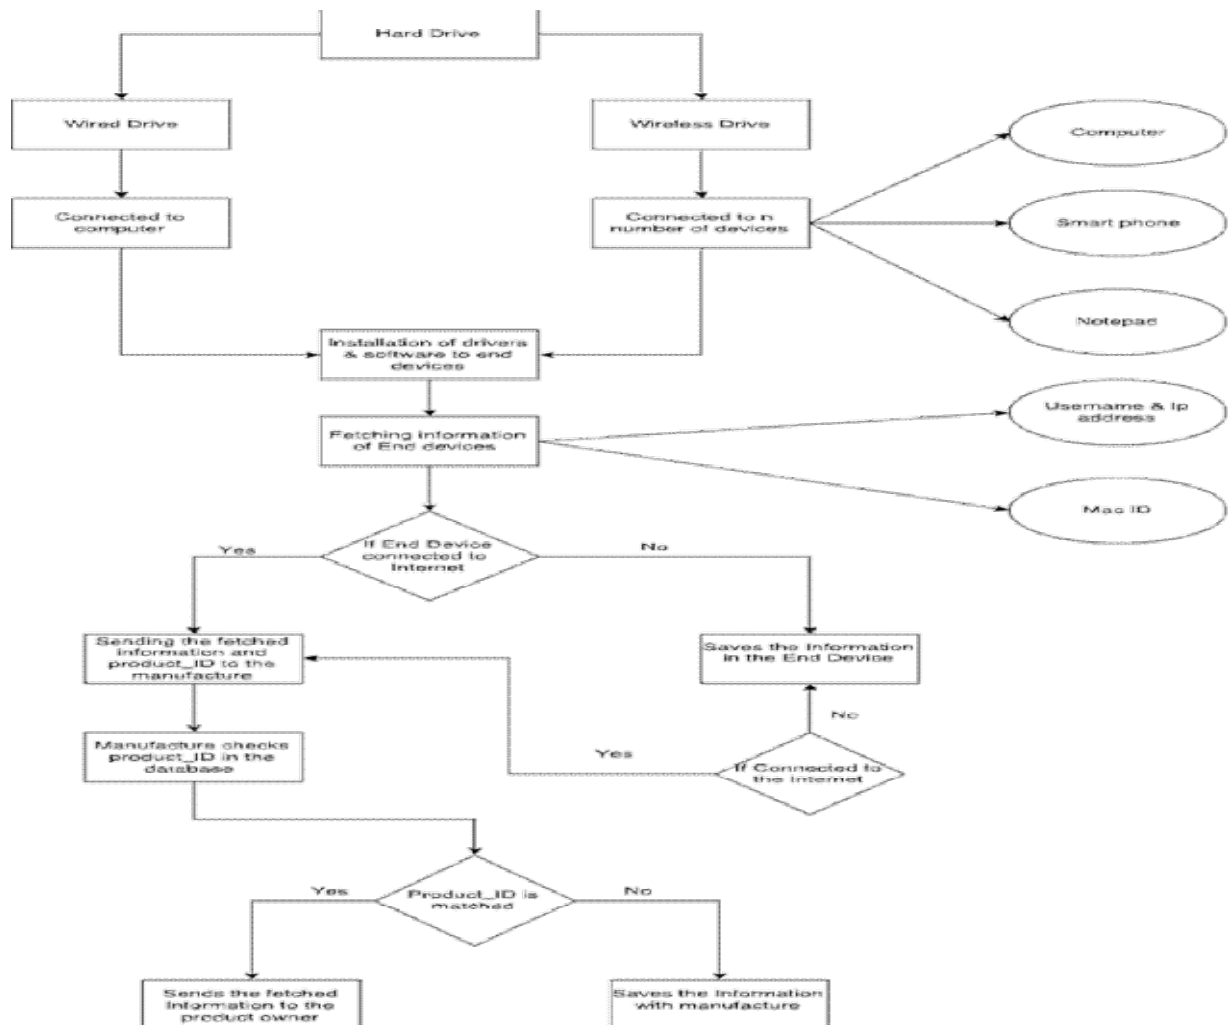 Hard Drive
Wired Drive
Wireless Drive
Computer
Connected to
computer
Connected to n
number of devices
Smart phone
Notepad
Installation of drivers
& software to end
devices
Username & Ip
address
Fetching information
of End devices
Mac ID
If End Device
connected to
Internet
Yes
No
Sending the fetched
information and
product_ID to the
manufacture
Saves the Information
in the End Device
No
Manufacture checks
product_ID in the
database
Yes
If Connected to
the Internet
Product_ID is
matched
Yes
No
Sends the fetched
Information to the
product owner
Saves the Information
with manufacture